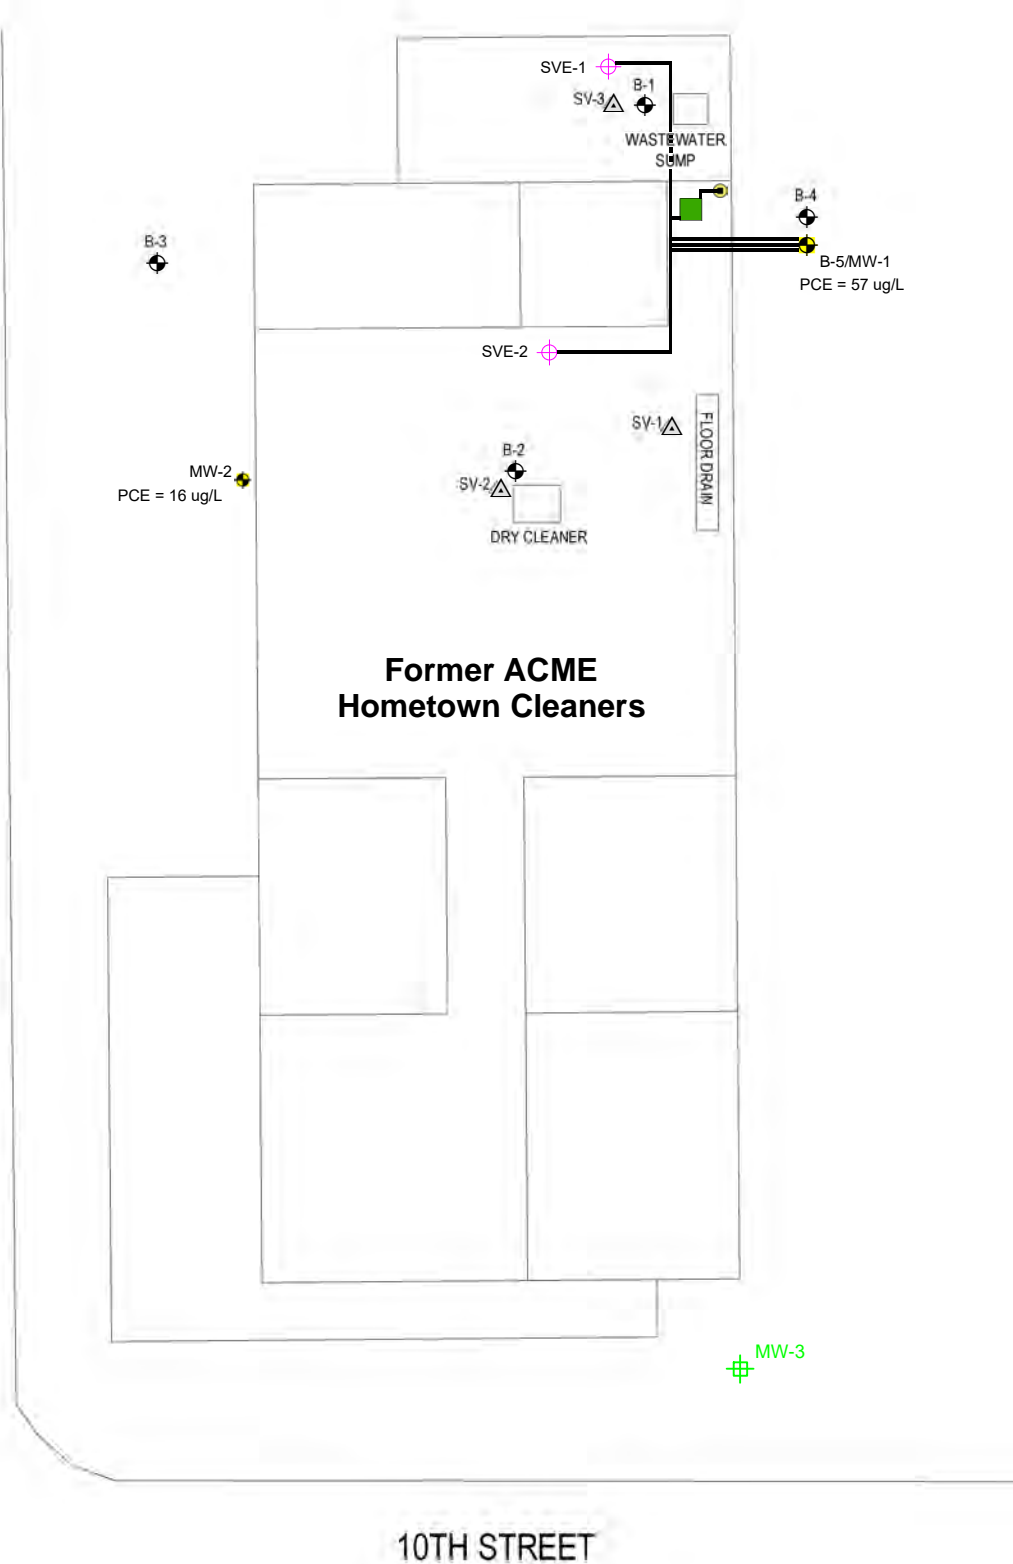 SVE-1
B-1
SV-3
WASTEWATER
SUMP
B-4
B-3
B-5/MW-1
PCE = 57 ug/L
SVE-2
SV-1
FLOOR DRAIN
B-2
MW-2
SV-2
PCE = 16 ug/L
DRY CLEANER
Former ACME
Hometown Cleaners
MW-3
10TH STREET